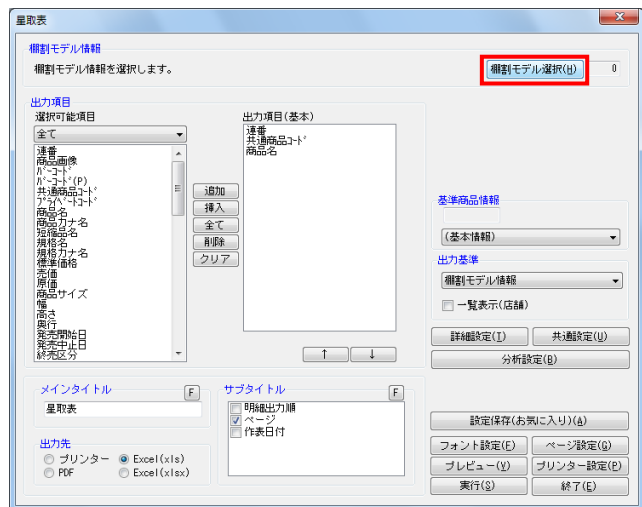 星取表
棚割モデル情報
棚割モデル情報を選択します。
棚割モデル選択(H)
0
出力項目
選択可能項目
全て
連番
商品画像
ﾊﾞｰｺｰﾄﾞ
ﾊﾞｰｺｰﾄﾞ(P)
共通商品ｺｰﾄﾞ
ﾌﾟﾗｲﾍﾞｰﾄｺｰﾄﾞ
商品名
商品カナ名
短縮品名
規格名
規格カナ名
標準価格
売価
原価
商品サイズ
幅
高さ
奥行
発売開始日
発売中止日
終売区分
追加
挿入
全て
削除
クリア
出力項目(基本)
連番
共通商品ｺｰﾄﾞ
商品名
↑
↓
基準商品情報
(基本情報)
出力基準
棚割モデル情報
一覧表示(店舗)
詳細設定(I)
共通設定(U)
分析設定(B)
メインタイトル
F
星取表
出力先
プリンター
Excel(xls)
PDF
Excel(xlsx)
サブタイトル
F
明細出力順
ページ
作表日付
設定保存(お気に入り)(A)
フォント設定(F)
ページ設定(G)
プレビュー(V)
プリンター設定(P)
実行(S)
終了(E)